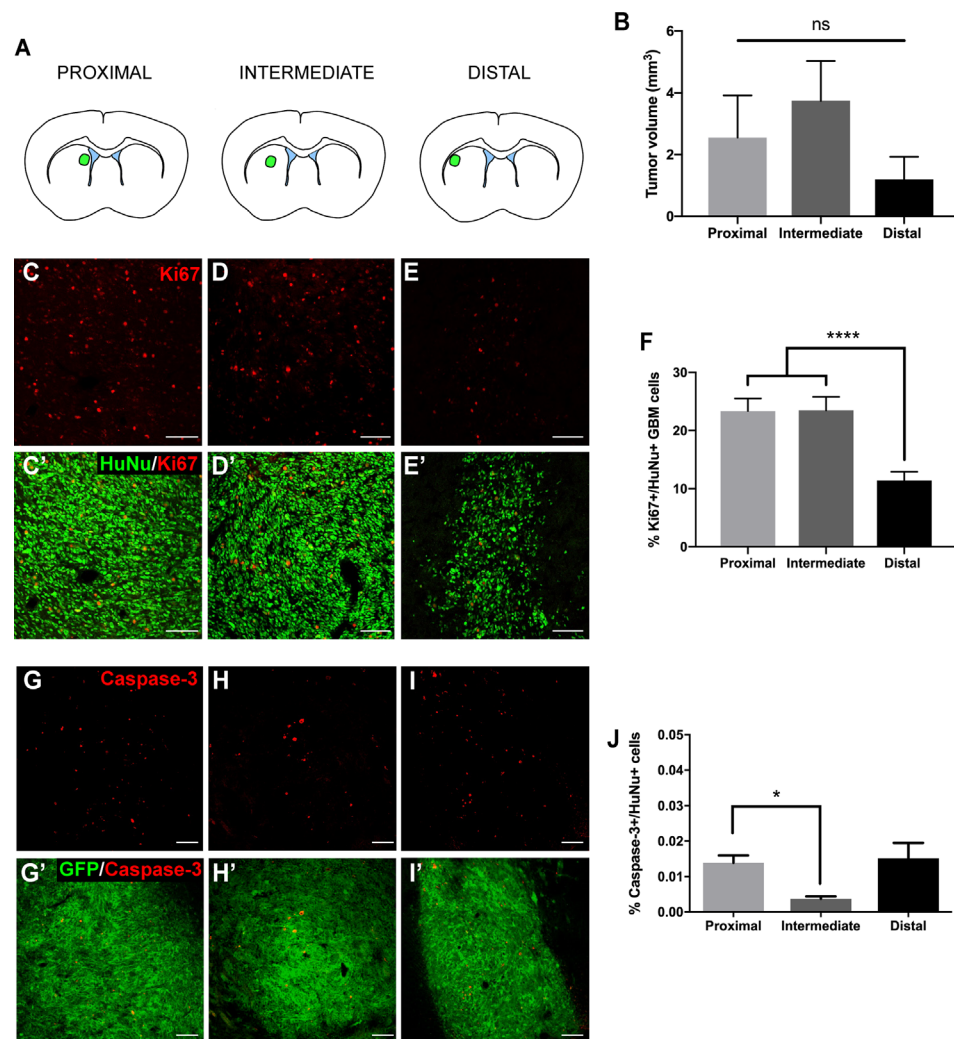 A
PROXIMAL
INTERMEDIATE
DISTAL
B
ns
Tumor volume (mm³)
6
4
2
0
Proximal
Intermediate
Distal
C
Ki67
D
E
C’
HuNu/Ki67
D’
E’
F
****
% Ki67+/HuNu+ GBM cells
30
20
10
0
Proximal
Intermediate
Distal
G
Caspase-3
H
I
G’
GFP/Caspase-3
H’
I’
J
*
% Caspase-3+/HuNu+ cells
0.05
0.04
0.03
0.02
0.01
0.00
Proximal
Intermediate
Distal